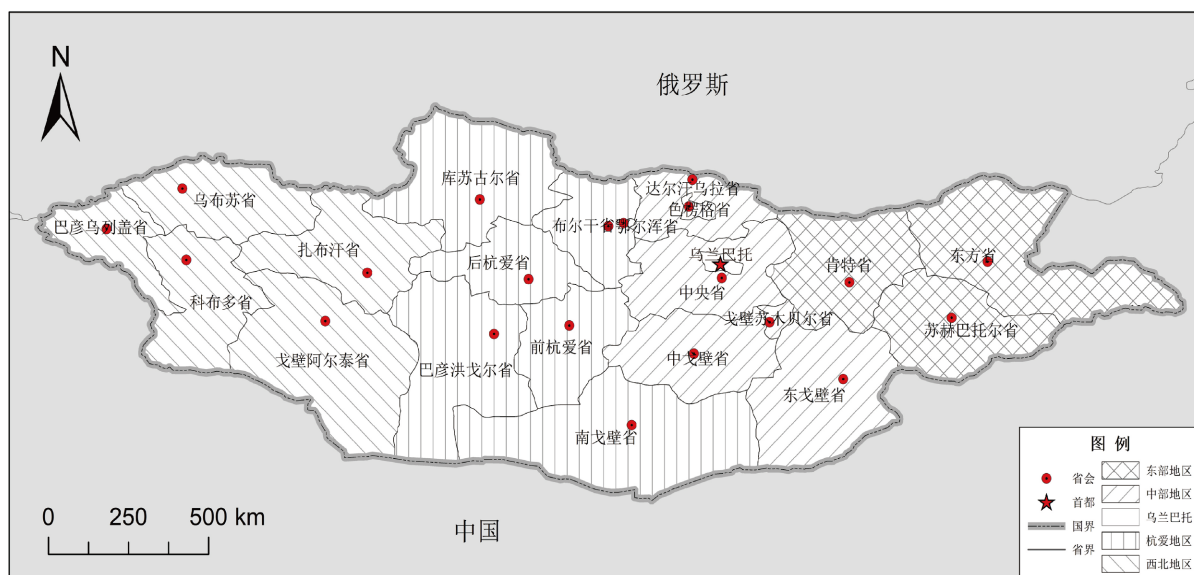 N
俄罗斯
库苏古尔省
达尔汗乌拉省
乌布苏省
色楞格省
巴彦乌列盖省
布尔干省
鄂尔浑省
扎布汗省
乌兰巴托
后杭爱省
肯特省
东方省
中央省
科布多省
戈壁苏木贝尔省
苏赫巴托尔省
前杭爱省
中戈壁省
戈壁阿尔泰省
巴彦洪戈尔省
东戈壁省
南戈壁省
中国
0 250 500 km
图 例
省会
首都
国界
省界
东部地区
中部地区
乌兰巴托
杭爱地区
西北地区